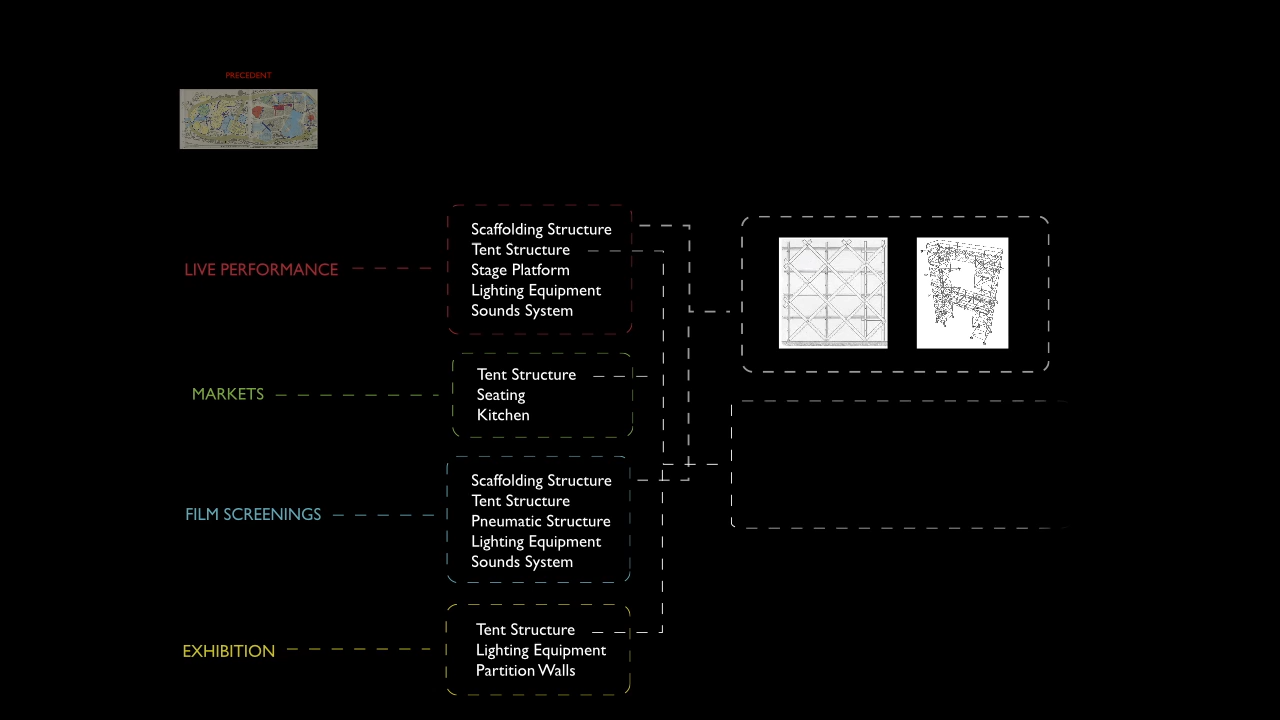 PRECEDENT
LIVE PERFORMANCE
Scaffolding Structure
Tent Structure
Stage Platform
Lighting Equipment
Sounds System
MARKETS
Tent Structure
Seating
Kitchen
FILM SCREENINGS
Scaffolding Structure
Tent Structure
Pneumatic Structure
Lighting Equipment
Sounds System
EXHIBITION
Tent Structure
Lighting Equipment
Partition Walls